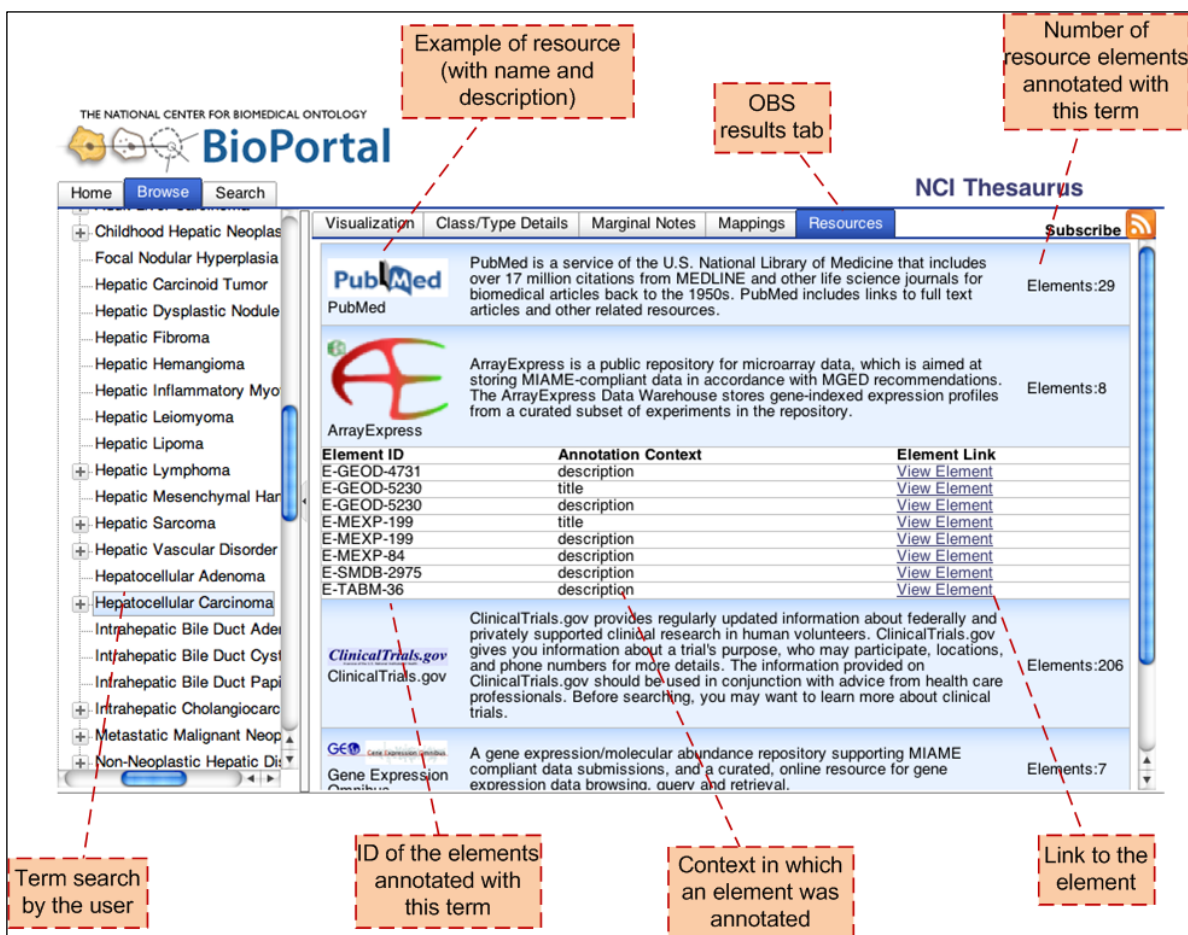 Example of resource
(with name and
description)
OBS
results tab
Number of
resource elements
annotated with
this term
THE NATIONAL CENTER FOR BIOMEDICAL ONTOLOGY
BioPortal
Home Browse Search
NCI Thesaurus
Childhood Hepatic Neoplas
Focal Nodular Hyperplasia
Hepatic Carcinoid Tumor
Hepatic Dysplastic Nodule
Hepatic Fibroma
Hepatic Hemangioma
Hepatic Inflammatory Myo
Hepatic Leiomyoma
Hepatic Lipoma
Hepatic Lymphoma
Hepatic Mesenchymal Har
Hepatic Sarcoma
Hepatic Vascular Disorder
Hepatocellular Adenoma
Hepatocellular Carcinoma
Intrahepatic Bile Duct Ade
Intrahepatic Bile Duct Cyst
Intrahepatic Bile Duct Papi
Intrahepatic Cholangiocarc
Metastatic Malignant Neop
Non-Neoplastic Hepatic Dis
Visualization Class/Type Details Marginal Notes Mappings Resources
Subscribe
PubMed
PubMed
PubMed is a service of the U.S. National Library of Medicine that includes
over 17 million citations from MEDLINE and other life science journals for
biomedical articles back to the 1950s. PubMed includes links to full text
articles and other related resources.
Elements:29
ArrayExpress
ArrayExpress is a public repository for microarray data, which is aimed at
storing MIAME-compliant data in accordance with MGED recommendations.
The ArrayExpress Data Warehouse stores gene-indexed expression profiles
from a curated subset of experiments in the repository.
Elements:8
Element ID Annotation Context Element Link
E-GEOD-4731 description View Element
E-GEOD-5230 title View Element
E-GEOD-5230 description View Element
E-MEXP-199 title View Element
E-MEXP-199 description View Element
E-MEXP-84 description View Element
E-SMDB-2975 description View Element
E-TABM-36 description View Element
ClinicalTrials.gov
ClinicalTrials.gov
ClinicalTrials.gov provides regularly updated information about federally and
privately supported clinical research in human volunteers. ClinicalTrials.gov
gives you information about a trial's purpose, who may participate, locations,
and phone numbers for more details. The information provided on
ClinicalTrials.gov should be used in conjunction with advice from health care
professionals. Before searching, you may want to learn more about clinical
trials.
Elements:206
GEO Gene Expression Omnibus
Gene Expression
Omnibus
A gene expression/molecular abundance repository supporting MIAME
compliant data submissions, and a curated, online resource for gene
expression data browsing, query and retrieval.
Elements:7
Term search
by the user
ID of the elements
annotated with
this term
Context in which
an element was
annotated
Link to the
element